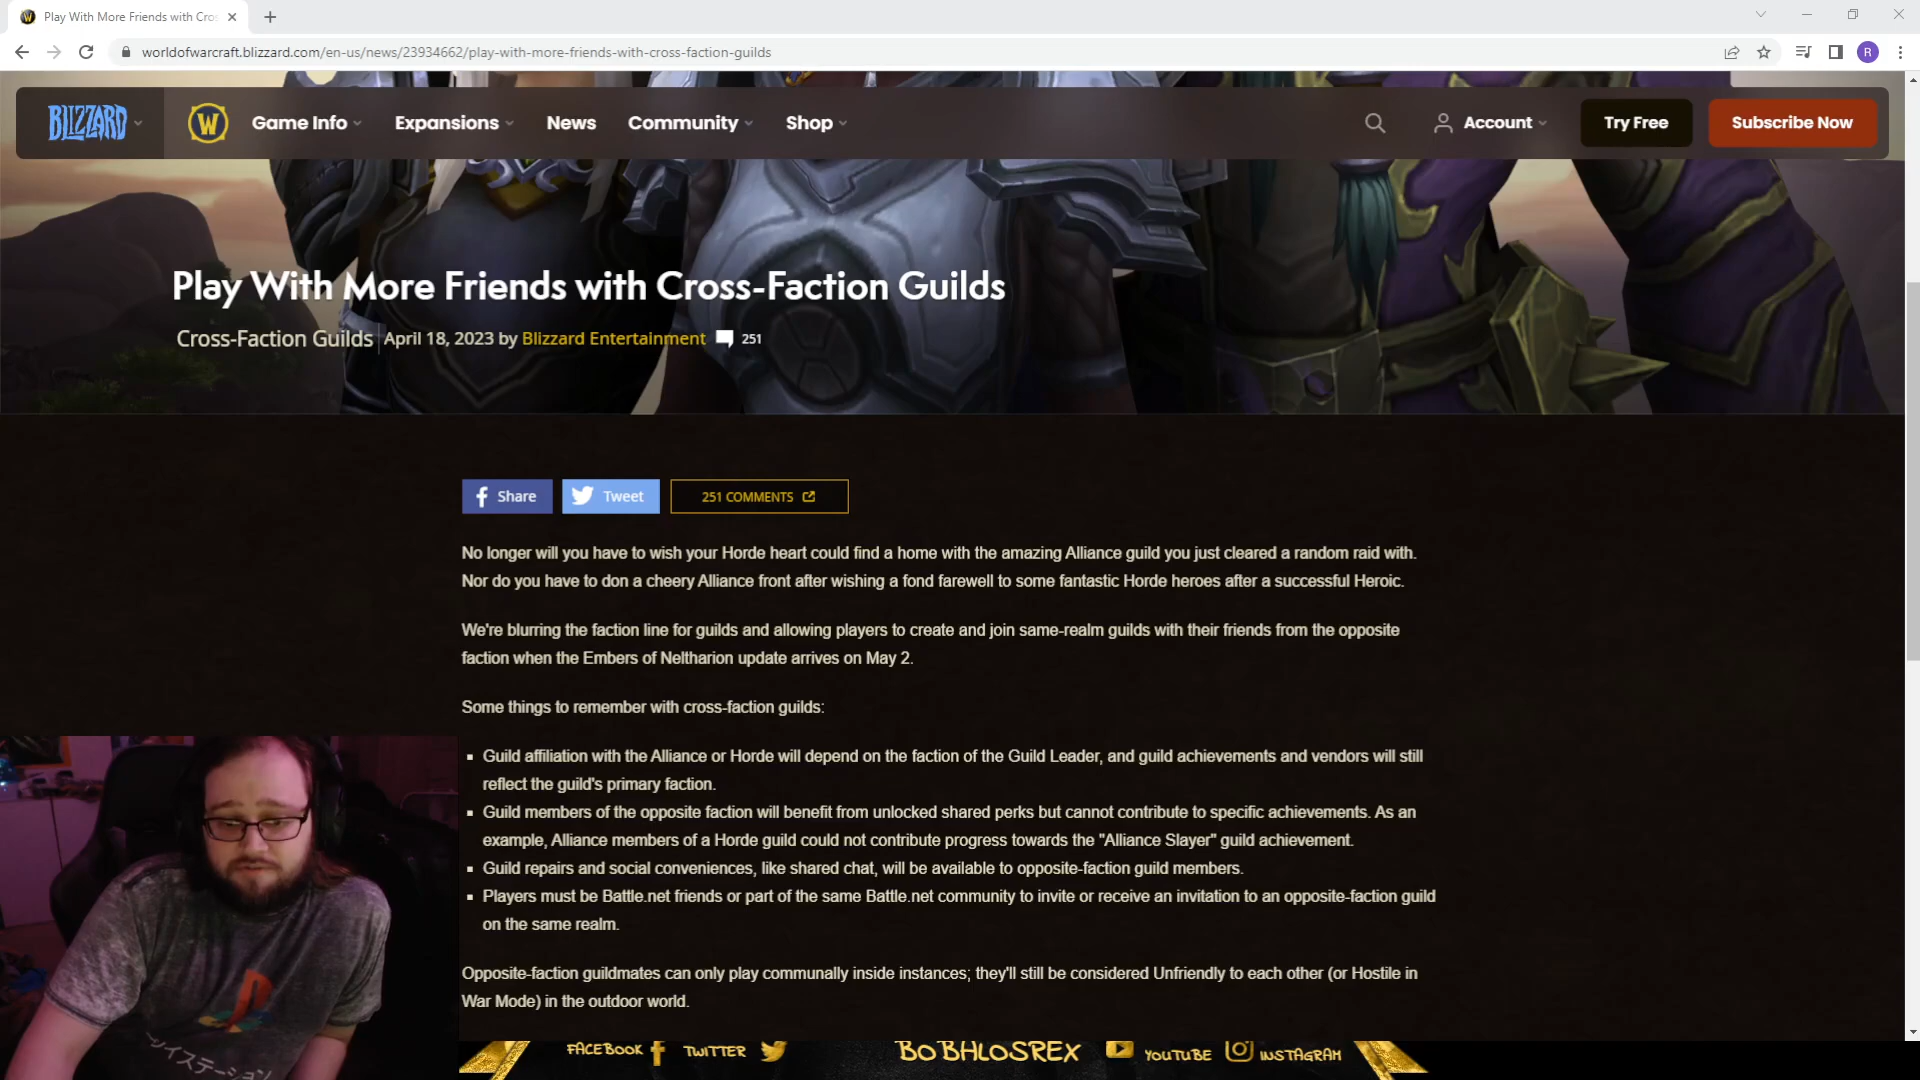 Play With More Friends with Cros
worldofwarcraft.blizzard.com/en-us/news/23934662/play-with-more-friends-with-cross-faction-guilds
R
BLIZZARD
W
Game Info
Expansions
News
Community
Shop
Account
Try Free
Subscribe Now
Play With More Friends with Cross-Faction Guilds
Cross-Faction Guilds April 18, 2023 by Blizzard Entertainment 251
Share
Tweet
251 COMMENTS
No longer will you have to wish your Horde heart could find a home with the amazing Alliance guild you just cleared a random raid with.
Nor do you have to don a cheery Alliance front after wishing a fond farewell to some fantastic Horde heroes after a successful Heroic.
We're blurring the faction line for guilds and allowing players to create and join same-realm guilds with their friends from the opposite
faction when the Embers of Neltharion update arrives on May 2.
Some things to remember with cross-faction guilds:
Guild affiliation with the Alliance or Horde will depend on the faction of the Guild Leader, and guild achievements and vendors will still
reflect the guild's primary faction.
Guild members of the opposite faction will benefit from unlocked shared perks but cannot contribute to specific achievements. As an
example, Alliance members of a Horde guild could not contribute progress towards the "Alliance Slayer" guild achievement.
Guild repairs and social conveniences, like shared chat, will be available to opposite-faction guild members.
Players must be Battle.net friends or part of the same Battle.net community to invite or receive an invitation to an opposite-faction guild
on the same realm.
Opposite-faction guildmates can only play communally inside instances; they'll still be considered Unfriendly to each other (or Hostile in
War Mode) in the outdoor world.
FACEBOOK
TWITTER
BOBALOSREX
YOUTUBE
INSTAGRAM